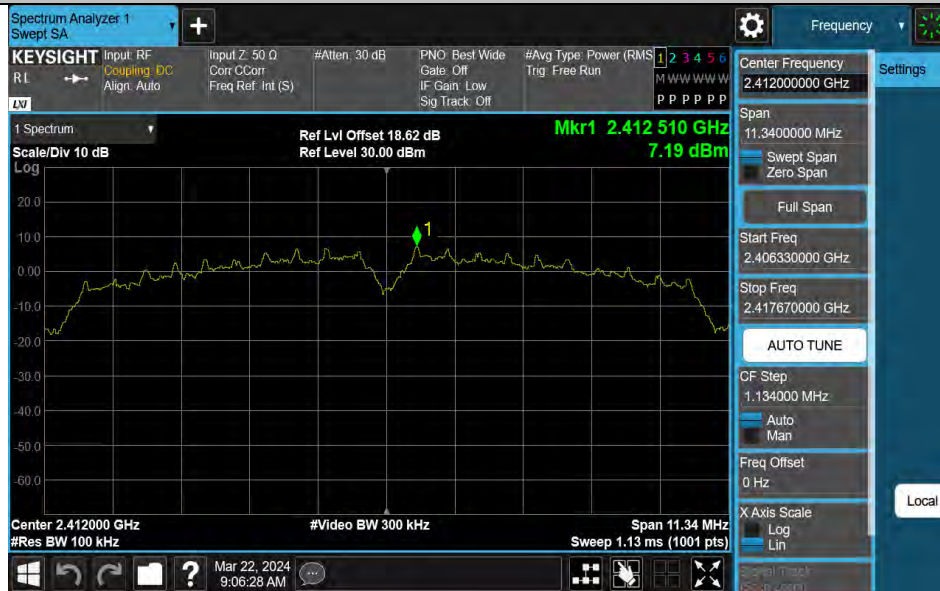 Spectrum Analyzer 1
Swept SA
+
Frequency
KEYSIGHT
RL
LXI
Input: RF
Coupling: DC
Align: Auto
Input Z: 50 Ω
Corr CCorr
Freq Ref: Int (S)
#Atten: 30 dB
PNO: Best Wide
Gate: Off
IF Gain: Low
Sig Track: Off
#Avg Type: Power (RMS
Trig: Free Run
1 2 3 4 5 6
M W W W W W
P P P P P P
Settings
1 Spectrum
Scale/Div 10 dB
Log
Ref Lvl Offset 18.62 dB
Ref Level 30.00 dBm
Mkr1 2.412 510 GHz
7.19 dBm
20.0
10.0
0.00
-10.0
-20.0
-30.0
-40.0
-50.0
-60.0
1
Center 2.412000 GHz
#Res BW 100 kHz
#Video BW 300 kHz
Span 11.34 MHz
Sweep 1.13 ms (1001 pts)
Center Frequency
2.412000000 GHz
Span
11.3400000 MHz
Swept Span
Zero Span
Full Span
Start Freq
2.406330000 GHz
Stop Freq
2.417670000 GHz
AUTO TUNE
CF Step
1.134000 MHz
Auto
Man
Freq Offset
0 Hz
X Axis Scale
Log
Lin
Signal Track
Local
?
Mar 22, 2024
9:06:28 AM